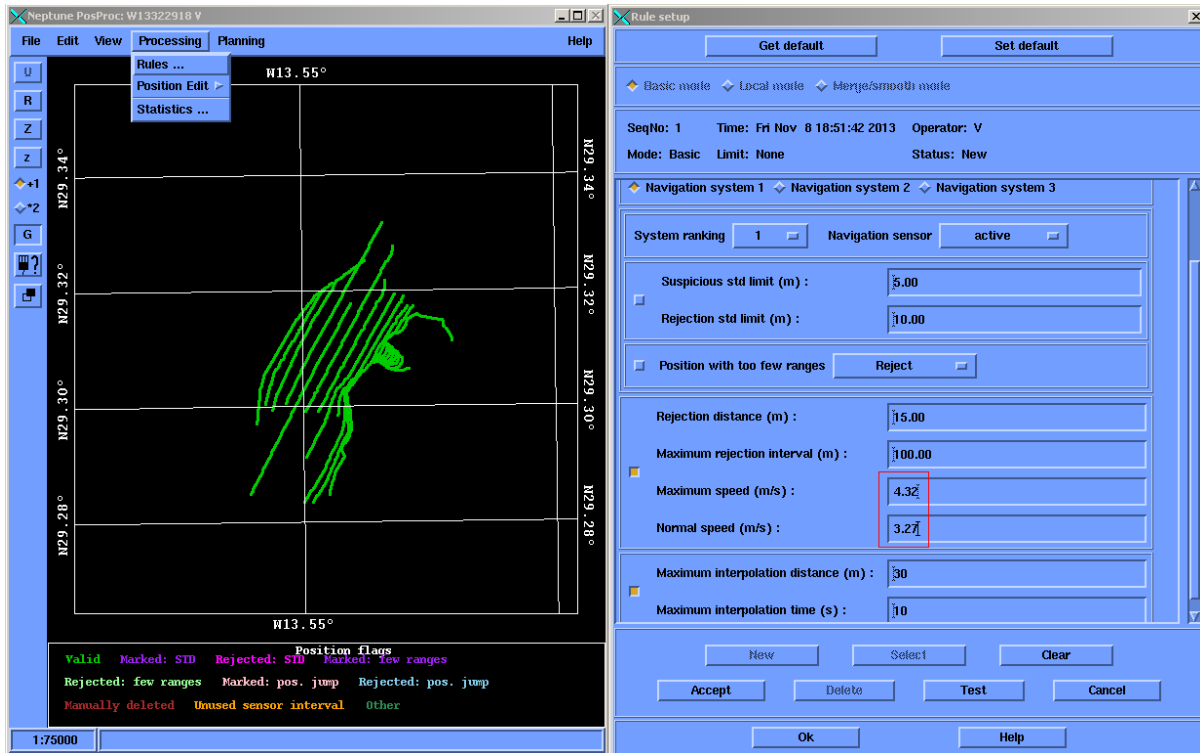 Neptune PosProc: W13322918 V
File Edit View Processing Planning Help
Rules ...
Position Edit
Statistics ...
U
R
Z
z
+1
*2
G
?
W13.55°
N29.34° N29.34°
N29.32° N29.32°
N29.30° N29.30°
N29.28° N29.28°
W13.55°
Position flags
Valid Marked: STD Rejected: STD Marked: few ranges
Rejected: few ranges Marked: pos. jump Rejected: pos. jump
Manually deleted Unused sensor interval Other
1:75000
Rule setup
Get default Set default
Basic mode Local mode Merge/smooth mode
SeqNo: 1 Time: Fri Nov 8 18:51:42 2013 Operator: V
Mode: Basic Limit: None Status: New
Navigation system 1 Navigation system 2 Navigation system 3
System ranking 1 Navigation sensor active
Suspicious std limit (m) : 5.00
Rejection std limit (m) : 10.00
Position with too few ranges Reject
Rejection distance (m) : 15.00
Maximum rejection interval (m) : 100.00
Maximum speed (m/s) : 4.32
Normal speed (m/s) : 3.27
Maximum interpolation distance (m) : 30
Maximum interpolation time (s) : 10
New Select Clear
Accept Delete Test Cancel
Ok Help